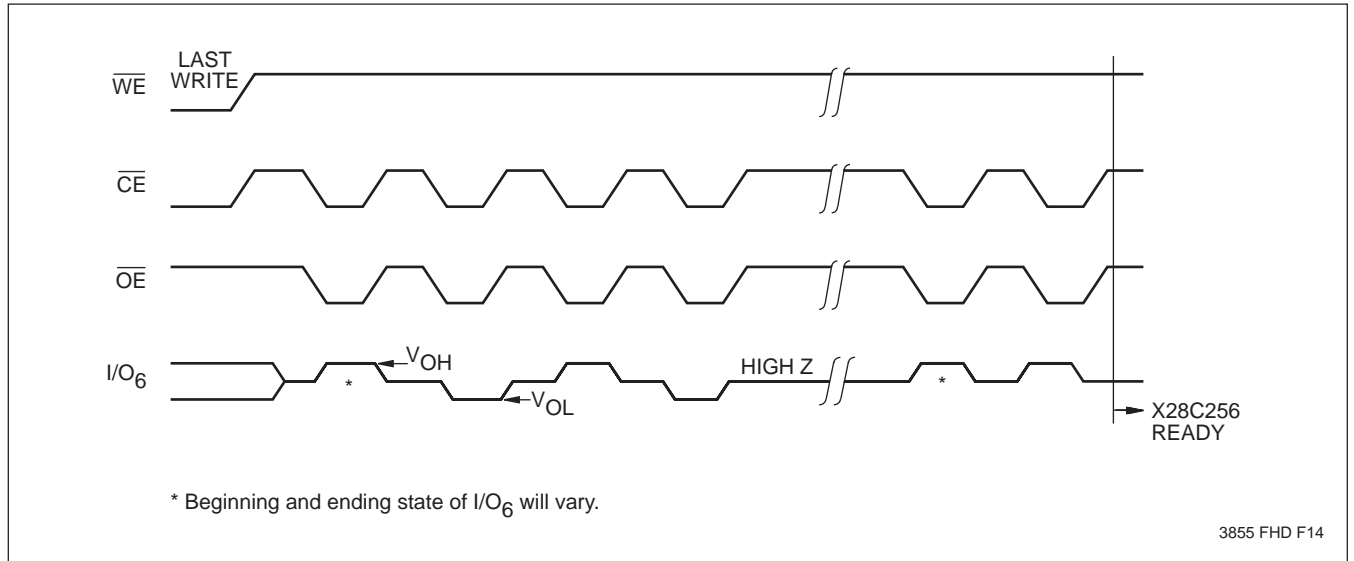 LAST
WRITE
WE
CE
OE
I/O6
VOH
*
VOL
HIGH Z
*
X28C256
READY
* Beginning and ending state of I/O6 will vary.
3855 FHD F14